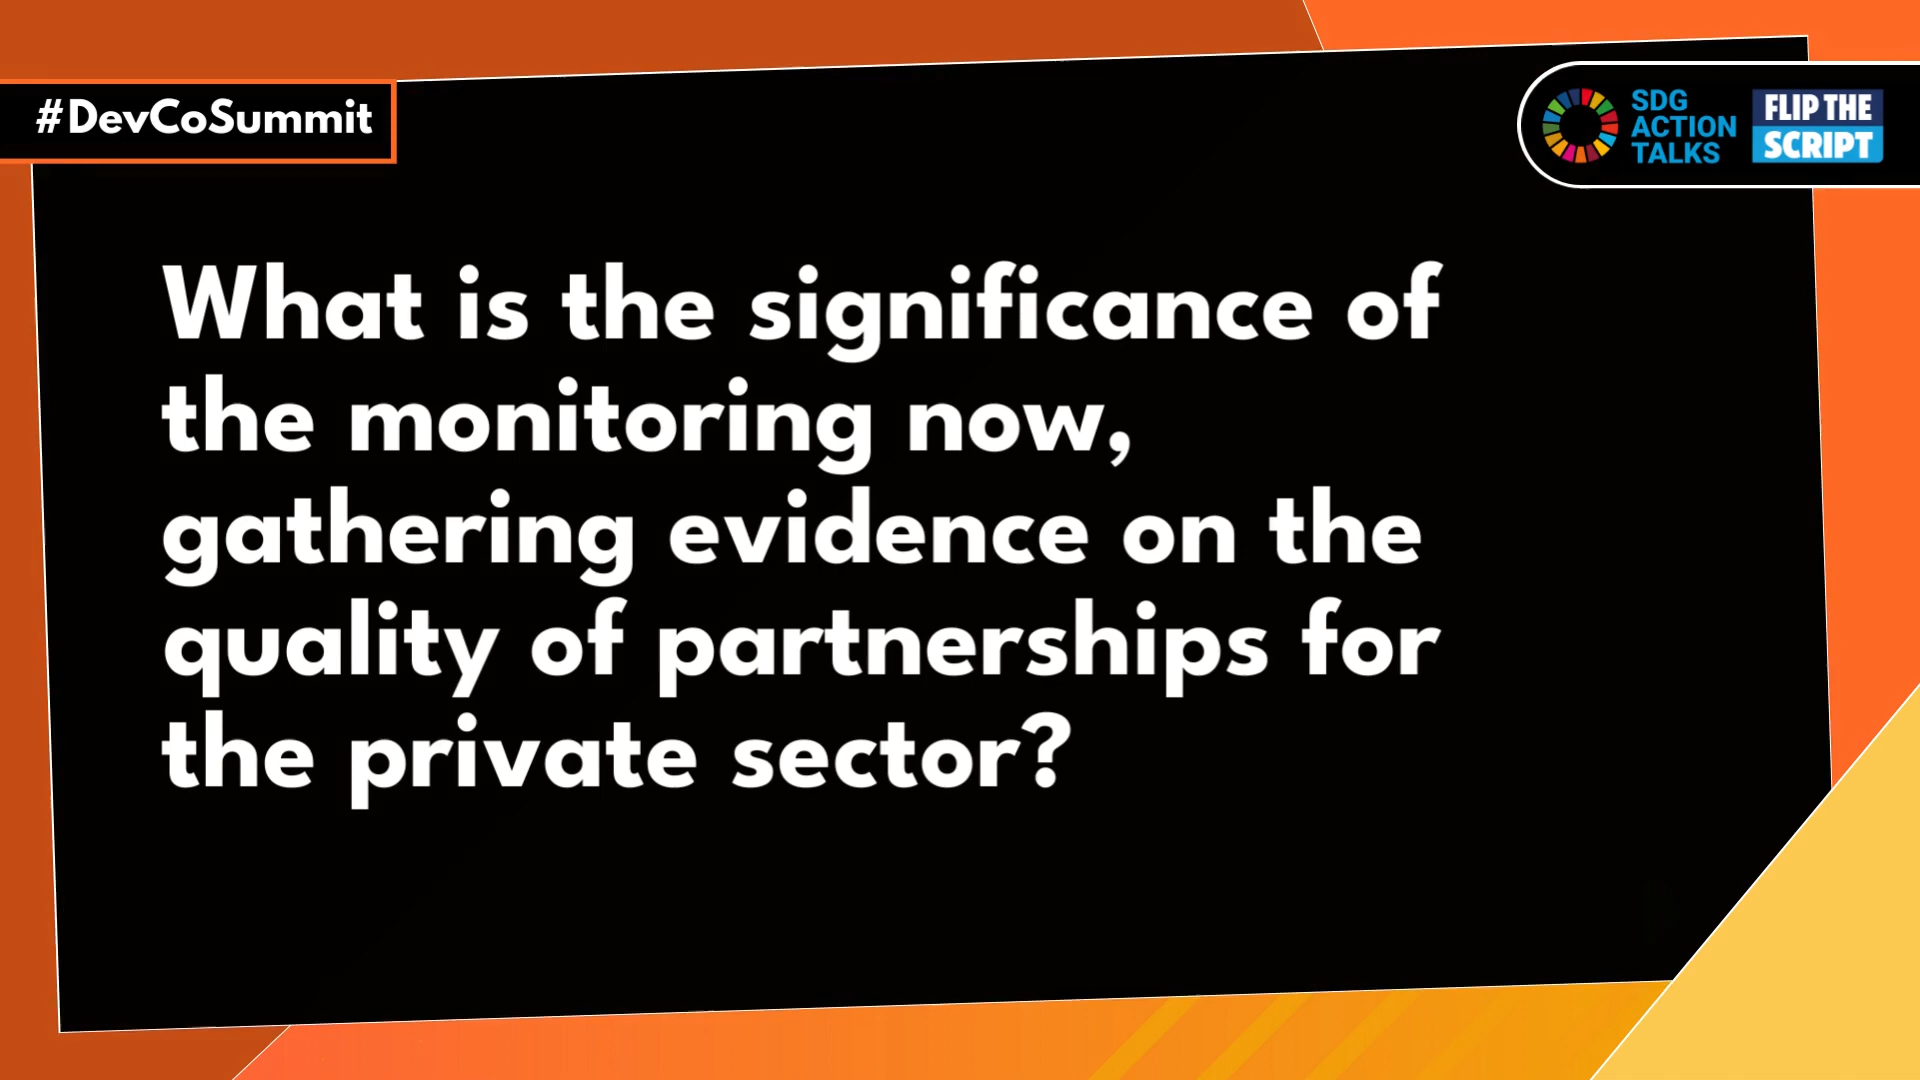 #DevCoSummit
SDG
ACTION
TALKS
FLIP THE
SCRIPT
What is the significance of
the monitoring now,
gathering evidence on the
quality of partnerships for
the private sector?